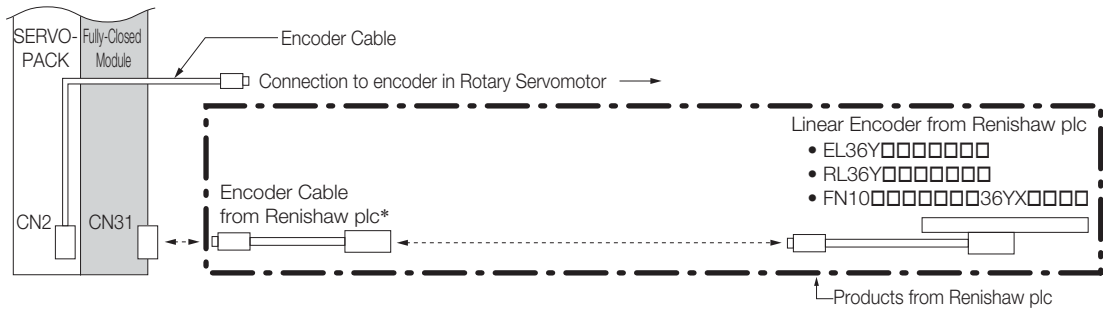 SERVO-
PACK
Fully-Closed
Module
Encoder Cable
Connection to encoder in Rotary Servomotor
Linear Encoder from Renishaw plc
• EL36Y□□□□□□□
• RL36Y□□□□□□□
• FN10□□□□□□□36YX□□□□
Encoder Cable
from Renishaw plc*
CN2
CN31
Products from Renishaw plc